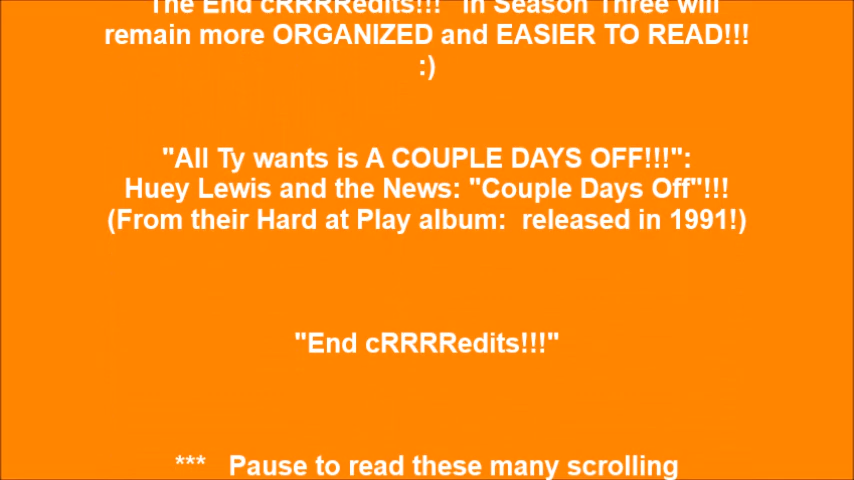 "The End cRRRRedits!!!" in Season Three will
remain more ORGANIZED and EASIER TO READ!!!
:)
"All Ty wants is A COUPLE DAYS OFF!!!":
Huey Lewis and the News: "Couple Days Off"!!!
(From their Hard at Play album:  released in 1991!)
"End cRRRRedits!!!"
***   Pause to read these many scrolling